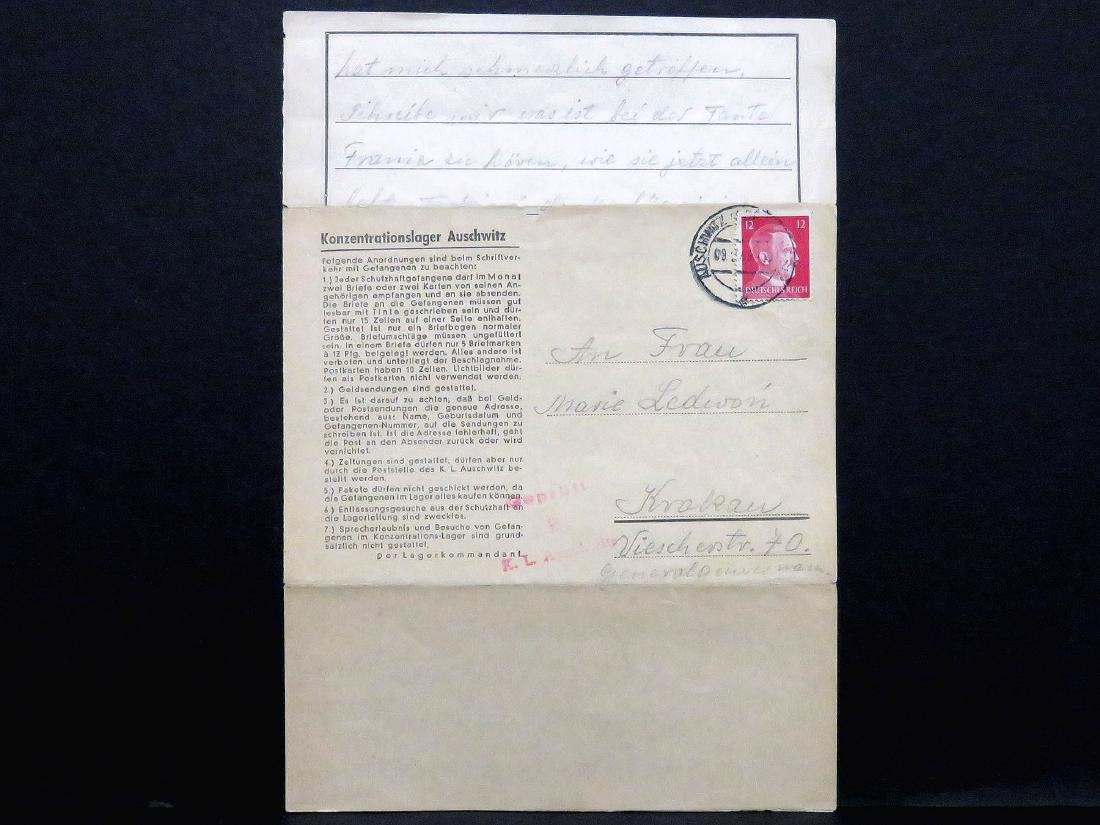 hat mich schmerzlich getroffen.
Schreibe mir was ist bei der Tante
Frania zu hören, wie sie jetzt allein
Konzentrationslager Auschwitz
Folgende Anordnungen sind beim Schriftver-
kehr mit Gefangenen zu beachten:
1.) Jeder Schutzhaftgefangene darf im Monat
zwei Briefe oder zwei Karten von seinen An-
gehörigen empfangen und an sie absenden.
Die Briefe an die Gefangenen müssen gut
lesbar mit Tinte geschrieben sein und dür-
fen nur 15 Zeilen auf einer Seite enthalten.
Gestattet ist nur ein Briefbogen normaler
Größe. Briefumschläge müssen ungefüttert
sein. In einem Briefe dürfen nur 5 Briefmarken
à 12 Pfg. beigelegt werden. Alles andere ist
verboten und unterliegt der Beschlagnahme.
Postkarten haben 10 Zeilen. Lichtbilder dür-
fen als Postkarten nicht verwendet werden.
2.) Geldsendungen sind gestattet.
3.) Es ist darauf zu achten, daß bei Geld-
oder Postsendungen die genaue Adresse,
bestehend aus: Name, Geburtsdatum und
Gefangenen-Nummer, auf die Sendungen zu
schreiben ist. Ist die Adresse fehlerhaft, geht
die Post an den Absender zurück oder wird
vernichtet.
4.) Zeitungen sind gestattet, dürfen aber nur
durch die Poststelle des K. L. Auschwitz be-
stellt werden.
5.) Pakete dürfen nicht geschickt werden, da
die Gefangenen im Lager alles kaufen können.
6.) Entlassungsgesuche aus der Schutzhaft an
die Lagerleitung sind zwecklos.
7.) Sprecherlaubnis und Besuche von Gefan-
genen im Konzentrations-Lager sind grund-
sätzlich nicht gestattet.
Der Lagerkommandant
AUSCHWITZ
09
12 12
DEUTSCHES REICH
An Frau
Marie Ledwoń
Krakau
Viescherstr. 40.
Generalgouvernam.
Geprüft
K. L.